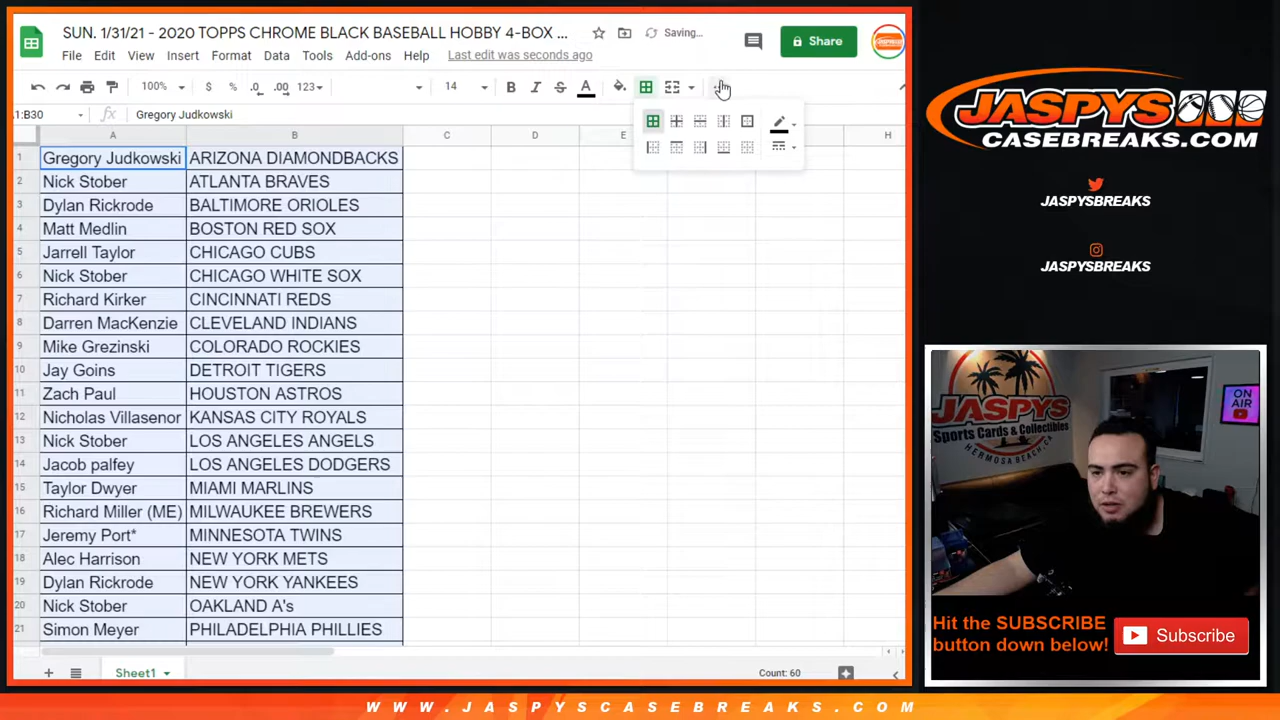 SUN. 1/31/21 - 2020 TOPPS CHROME BLACK BASEBALL HOBBY 4-BOX ...
Saving...
Share
File Edit View Insert Format Data Tools Add-ons Help Last edit was seconds ago
100% $ % .0 .00 123 14 B I S A
1:B30 fx Gregory Judkowski
A B C D E H
1 Gregory Judkowski ARIZONA DIAMONDBACKS
2 Nick Stober ATLANTA BRAVES
3 Dylan Rickrode BALTIMORE ORIOLES
4 Matt Medlin BOSTON RED SOX
5 Jarrell Taylor CHICAGO CUBS
6 Nick Stober CHICAGO WHITE SOX
7 Richard Kirker CINCINNATI REDS
8 Darren MacKenzie CLEVELAND INDIANS
9 Mike Grezinski COLORADO ROCKIES
10 Jay Goins DETROIT TIGERS
11 Zach Paul HOUSTON ASTROS
12 Nicholas Villasenor KANSAS CITY ROYALS
13 Nick Stober LOS ANGELES ANGELS
14 Jacob palfey LOS ANGELES DODGERS
15 Taylor Dwyer MIAMI MARLINS
16 Richard Miller (ME) MILWAUKEE BREWERS
17 Jeremy Port* MINNESOTA TWINS
18 Alec Harrison NEW YORK METS
19 Dylan Rickrode NEW YORK YANKEES
20 Nick Stober OAKLAND A's
21 Simon Meyer PHILADELPHIA PHILLIES
Sheet1
Count: 60
JASPYS
CASEBREAKS.COM
JASPYSBREAKS
JASPYSBREAKS
JASPYS
Sports Cards & Collectibles
HERMOSA BEACH, CA
ON AIR
Hit the SUBSCRIBE
button down below!
Subscribe
WWW.JASPYSCASEBREAKS.COM